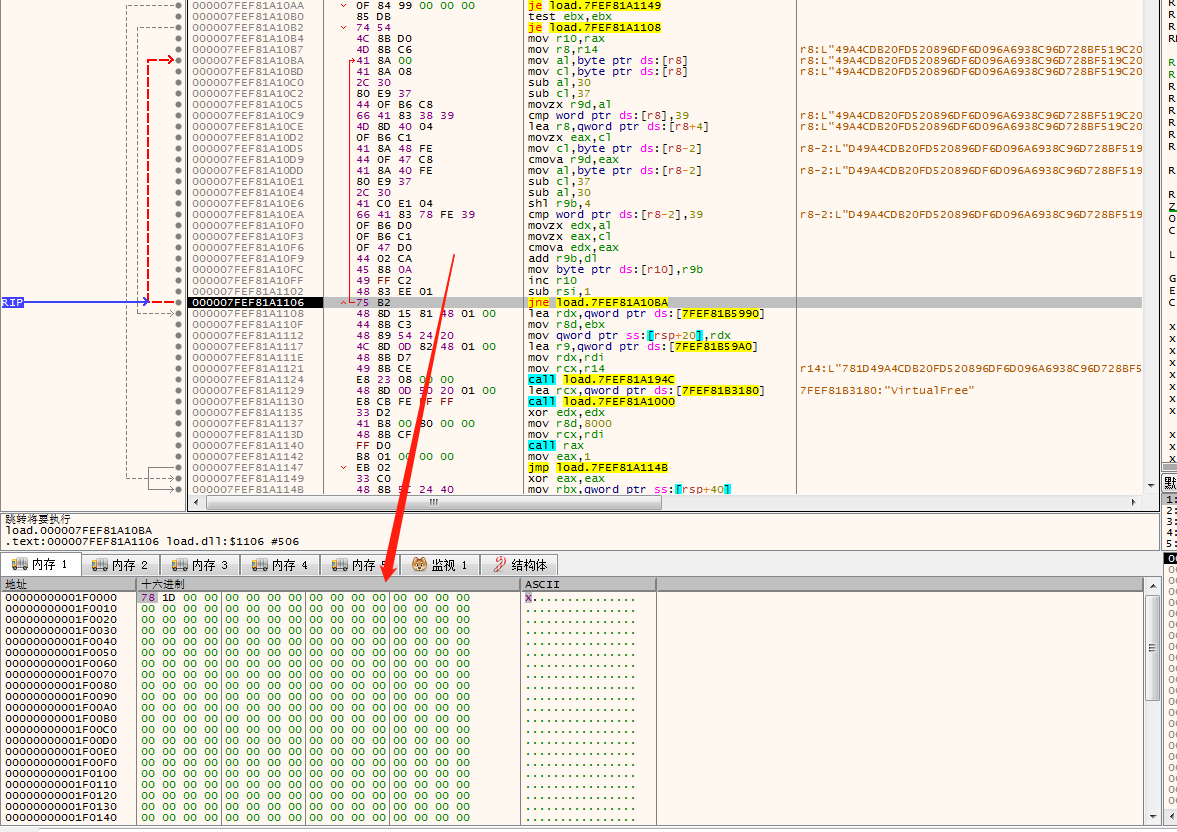 000007FEF81A10AA 0F 84 99 00 00 00 je load.7FEF81A1149
000007FEF81A10B0 85 DB test ebx,ebx
000007FEF81A10B2 74 54 je load.7FEF81A1108
000007FEF81A10B4 4C 8B D0 mov r10,rax
000007FEF81A10B7 4D 8B C6 mov r8,r14 r8:L"49A4CDB20FD520896DF6D096A6938C96D728BF519C20
000007FEF81A10BA 41 8A 00 mov al,byte ptr ds:[r8] r8:L"49A4CDB20FD520896DF6D096A6938C96D728BF519C20
000007FEF81A10BD 41 8A 08 mov cl,byte ptr ds:[r8] r8:L"49A4CDB20FD520896DF6D096A6938C96D728BF519C20
000007FEF81A10C0 2C 30 sub al,30
000007FEF81A10C2 80 E9 37 sub cl,37
000007FEF81A10C5 44 0F B6 C8 movzx r9d,al
000007FEF81A10C9 66 41 83 38 39 cmp word ptr ds:[r8],39 r8:L"49A4CDB20FD520896DF6D096A6938C96D728BF519C20
000007FEF81A10CE 4D 8D 40 04 lea r8,qword ptr ds:[r8+4] r8:L"49A4CDB20FD520896DF6D096A6938C96D728BF519C20
000007FEF81A10D2 0F B6 C1 movzx eax,cl
000007FEF81A10D5 41 8A 48 FE mov cl,byte ptr ds:[r8-2] r8-2:L"D49A4CDB20FD520896DF6D096A6938C96D728BF519
000007FEF81A10D9 44 0F 47 C8 cmova r9d,eax
000007FEF81A10DD 41 8A 40 FE mov al,byte ptr ds:[r8-2] r8-2:L"D49A4CDB20FD520896DF6D096A6938C96D728BF519
000007FEF81A10E1 80 E9 37 sub cl,37
000007FEF81A10E4 2C 30 sub al,30
000007FEF81A10E6 41 C0 E1 04 shl r9b,4
000007FEF81A10EA 66 41 83 78 FE 39 cmp word ptr ds:[r8-2],39 r8-2:L"D49A4CDB20FD520896DF6D096A6938C96D728BF519
000007FEF81A10F0 0F B6 D0 movzx edx,al
000007FEF81A10F3 0F B6 C1 movzx eax,cl
000007FEF81A10F6 0F 47 D0 cmova edx,eax
000007FEF81A10F9 44 02 CA add r9b,dl
000007FEF81A10FC 45 88 0A mov byte ptr ds:[r10],r9b
000007FEF81A10FF 49 FF C2 inc r10
000007FEF81A1102 48 83 EE 01 sub rsi,1
RIP 000007FEF81A1106 75 B2 jne load.7FEF81A10BA
000007FEF81A1108 48 8D 15 81 48 01 00 lea rdx,qword ptr ds:[7FEF81B5990]
000007FEF81A110F 44 8B C3 mov r8d,ebx
000007FEF81A1112 48 89 54 24 20 mov qword ptr ss:[rsp+20],rdx
000007FEF81A1117 4C 8D 0D 82 48 01 00 lea r9,qword ptr ds:[7FEF81B59A0]
000007FEF81A111E 48 8B D7 mov rdx,rdi
000007FEF81A1121 49 8B CE mov rcx,r14 r14:L"781D49A4CDB20FD520896DF6D096A6938C96D728BF5
000007FEF81A1124 E8 23 08 00 00 call load.7FEF81A194C
000007FEF81A1129 48 8D 0D 50 20 01 00 lea rcx,qword ptr ds:[7FEF81B3180] 7FEF81B3180:"VirtualFree"
000007FEF81A1130 E8 CB FE FF FF call load.7FEF81A1000
000007FEF81A1135 33 D2 xor edx,edx
000007FEF81A1137 41 B8 00 80 00 00 mov r8d,8000
000007FEF81A113D 48 8B CF mov rcx,rdi
000007FEF81A1140 FF D0 call rax
000007FEF81A1142 B8 01 00 00 00 mov eax,1
000007FEF81A1147 EB 02 jmp load.7FEF81A114B
000007FEF81A1149 33 C0 xor eax,eax
000007FEF81A114B 48 8B 5C 24 40 mov rbx,qword ptr ss:[rsp+40]
跳转将要执行
load.000007FEF81A10BA
.text:000007FEF81A1106 load.dll:$1106 #506
内存 1 内存 2 内存 3 内存 4 内存 5 监视 1 结构体
地址 十六进制 ASCII
00000000001F0000 78 1D 00 00 00 00 00 00 00 00 00 00 00 00 00 00 x...............
00000000001F0010 00 00 00 00 00 00 00 00 00 00 00 00 00 00 00 00 ................
00000000001F0020 00 00 00 00 00 00 00 00 00 00 00 00 00 00 00 00 ................
00000000001F0030 00 00 00 00 00 00 00 00 00 00 00 00 00 00 00 00 ................
00000000001F0040 00 00 00 00 00 00 00 00 00 00 00 00 00 00 00 00 ................
00000000001F0050 00 00 00 00 00 00 00 00 00 00 00 00 00 00 00 00 ................
00000000001F0060 00 00 00 00 00 00 00 00 00 00 00 00 00 00 00 00 ................
00000000001F0070 00 00 00 00 00 00 00 00 00 00 00 00 00 00 00 00 ................
00000000001F0080 00 00 00 00 00 00 00 00 00 00 00 00 00 00 00 00 ................
00000000001F0090 00 00 00 00 00 00 00 00 00 00 00 00 00 00 00 00 ................
00000000001F00A0 00 00 00 00 00 00 00 00 00 00 00 00 00 00 00 00 ................
00000000001F00B0 00 00 00 00 00 00 00 00 00 00 00 00 00 00 00 00 ................
00000000001F00C0 00 00 00 00 00 00 00 00 00 00 00 00 00 00 00 00 ................
00000000001F00D0 00 00 00 00 00 00 00 00 00 00 00 00 00 00 00 00 ................
00000000001F00E0 00 00 00 00 00 00 00 00 00 00 00 00 00 00 00 00 ................
00000000001F00F0 00 00 00 00 00 00 00 00 00 00 00 00 00 00 00 00 ................
00000000001F0100 00 00 00 00 00 00 00 00 00 00 00 00 00 00 00 00 ................
00000000001F0110 00 00 00 00 00 00 00 00 00 00 00 00 00 00 00 00 ................
00000000001F0120 00 00 00 00 00 00 00 00 00 00 00 00 00 00 00 00 ................
00000000001F0130 00 00 00 00 00 00 00 00 00 00 00 00 00 00 00 00 ................
00000000001F0140 00 00 00 00 00 00 00 00 00 00 00 00 00 00 00 00 ................